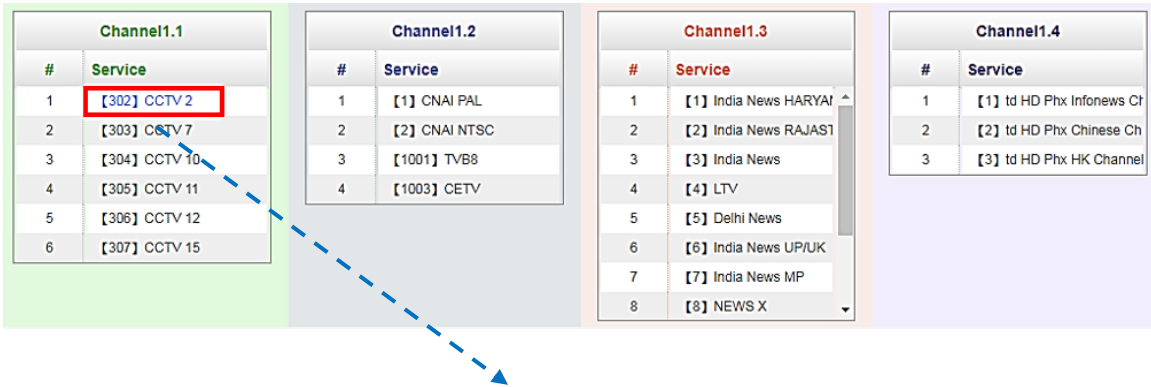 Channel1.1
# Service
1 【302】 CCTV 2
2 【303】 CCTV 7
3 【304】 CCTV 10
4 【305】 CCTV 11
5 【306】 CCTV 12
6 【307】 CCTV 15
Channel1.2
# Service
1 【1】 CNAI PAL
2 【2】 CNAI NTSC
3 【1001】 TVB8
4 【1003】 CETV
Channel1.3
# Service
1 【1】 India News HARYAN
2 【2】 India News RAJAST
3 【3】 India News
4 【4】 LTV
5 【5】 Delhi News
6 【6】 India News UP/UK
7 【7】 India News MP
8 【8】 NEWS X
Channel1.4
# Service
1 【1】 td HD Phx Infonews Ch
2 【2】 td HD Phx Chinese Ch
3 【3】 td HD Phx HK Channel